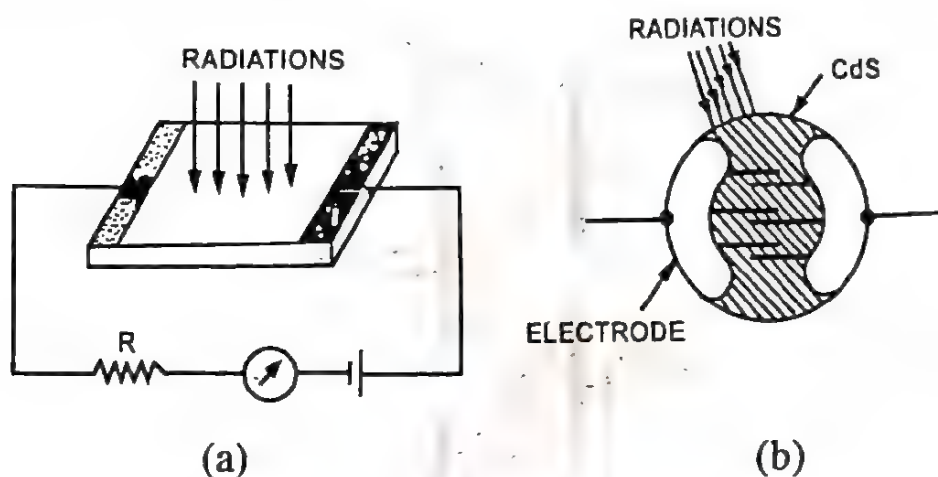 RADIATIONS
R
(a)
RADIATIONS
CdS
ELECTRODE
(b)